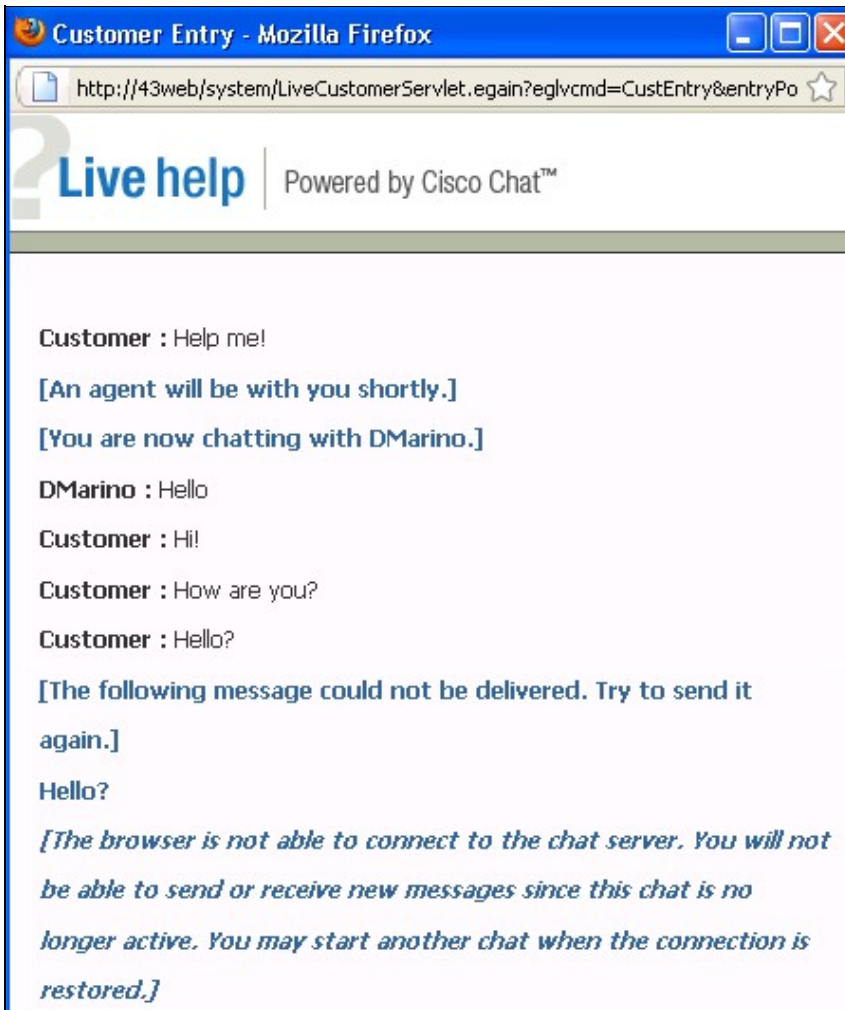 Customer Entry - Mozilla Firefox
http://43web/system/LiveCustomerServlet.egain?eglvcmd=CustEntry&entryPo
?
Live help | Powered by Cisco Chat™
Customer : Help me!
[An agent will be with you shortly.]
[You are now chatting with DMarino.]
DMarino : Hello
Customer : Hi!
Customer : How are you?
Customer : Hello?
[The following message could not be delivered. Try to send it
again.]
Hello?
[The browser is not able to connect to the chat server. You will not
be able to send or receive new messages since this chat is no
longer active. You may start another chat when the connection is
restored.]